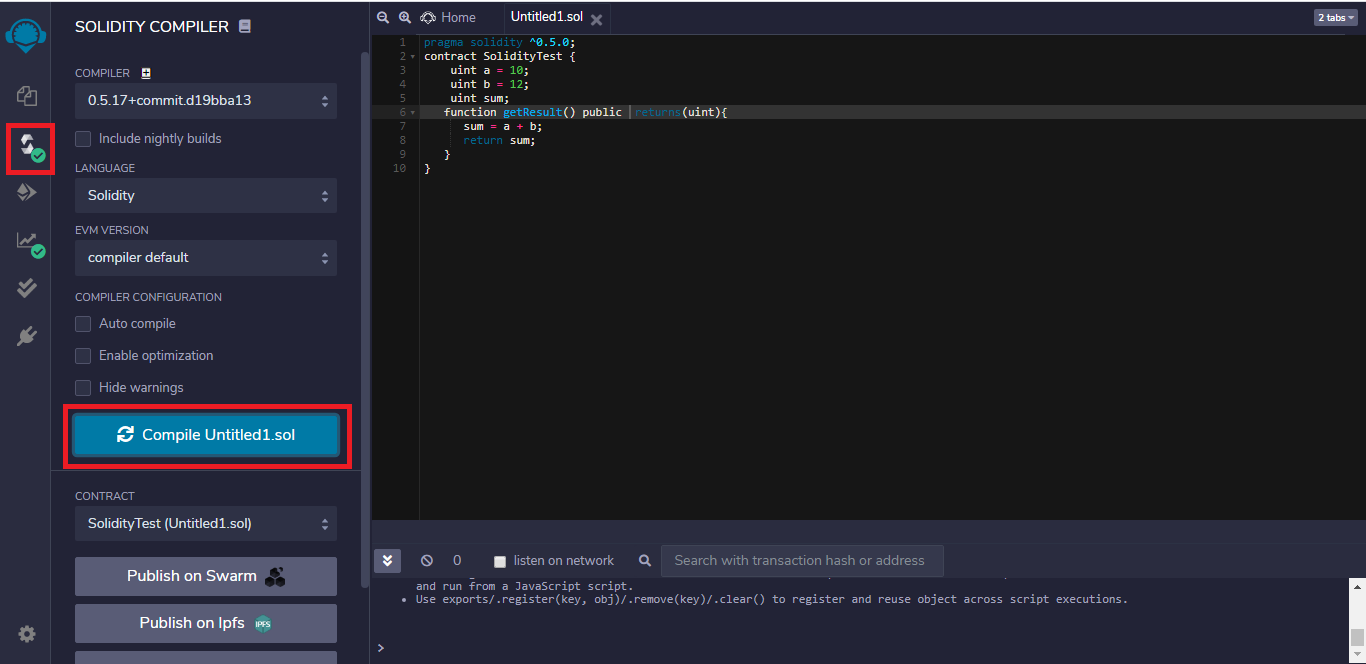 SOLIDITY COMPILER
COMPILER
0.5.17+commit.d19bba13
Include nightly builds
LANGUAGE
Solidity
EVM VERSION
compiler default
COMPILER CONFIGURATION
Auto compile
Enable optimization
Hide warnings
Compile Untitled1.sol
CONTRACT
SolidityTest (Untitled1.sol)
Publish on Swarm
Publish on Ipfs IPFS
Home Untitled1.sol 2 tabs
1 pragma solidity ^0.5.0;
2 contract SolidityTest {
3 uint a = 10;
4 uint b = 12;
5 uint sum;
6 function getResult() public returns(uint){
7 sum = a + b;
8 return sum;
9 }
10 }
0 listen on network Search with transaction hash or address
and run from a JavaScript script.
• Use exports/.register(key, obj)/.remove(key)/.clear() to register and reuse object across script executions.
>